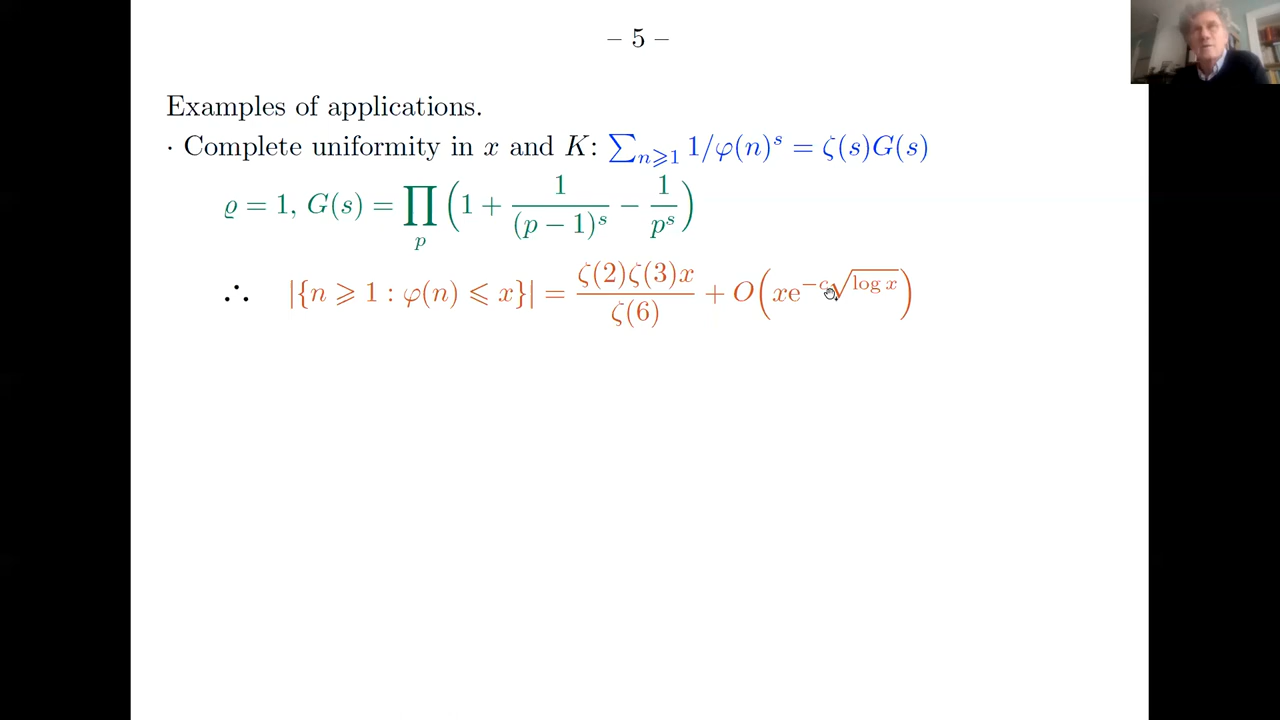 – 5 –
Examples of applications.
· Complete uniformity in x and K: ∑_{n⩾1} 1/φ(n)^s = ζ(s)G(s)
ϱ = 1, G(s) = ∏_p (1 + 1/(p − 1)^s − 1/p^s)
∴ |{n ⩾ 1 : φ(n) ⩽ x}| = ζ(2)ζ(3)x/ζ(6) + O(xe^{−c√(log x)})